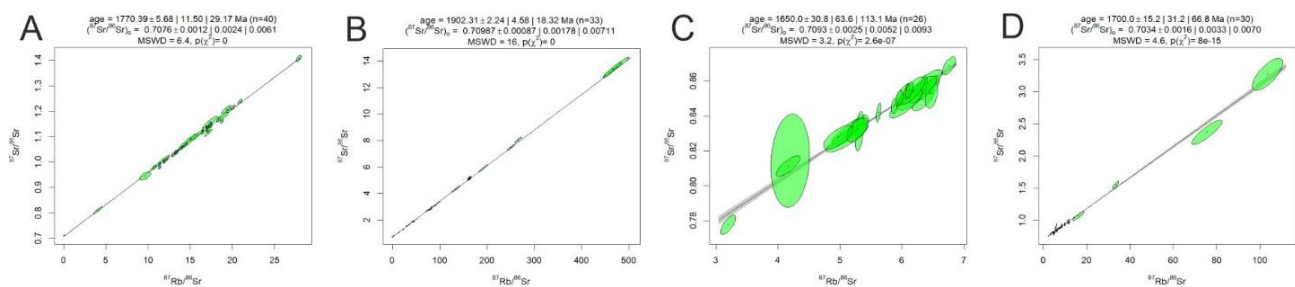 A
age = 1770.39 ± 5.68 | 11.50 | 29.17 Ma (n=40)
(⁸⁷Sr/⁸⁶Sr)₀ = 0.7076 ± 0.0012 | 0.0024 | 0.0061
MSWD = 6.4, p(χ²) = 0
⁸⁷Sr/⁸⁶Sr
1.4
1.3
1.2
1.1
1.0
0.9
0.8
0.7
0 5 10 15 20 25
⁸⁷Rb/⁸⁶Sr
B
age = 1902.31 ± 2.24 | 4.58 | 18.32 Ma (n=33)
(⁸⁷Sr/⁸⁶Sr)₀ = 0.70987 ± 0.00087 | 0.00178 | 0.00711
MSWD = 16, p(χ²) = 0
⁸⁷Sr/⁸⁶Sr
14
12
10
8
6
4
2
0 100 200 300 400 500
⁸⁷Rb/⁸⁶Sr
C
age = 1650.0 ± 30.8 | 63.6 | 113.1 Ma (n=26)
(⁸⁷Sr/⁸⁶Sr)₀ = 0.7093 ± 0.0025 | 0.0052 | 0.0093
MSWD = 3.2, p(χ²) = 2.6e-07
⁸⁷Sr/⁸⁶Sr
0.86
0.84
0.82
0.80
0.78
3 4 5 6 7
⁸⁷Rb/⁸⁶Sr
D
age = 1700.0 ± 15.2 | 31.2 | 66.8 Ma (n=30)
(⁸⁷Sr/⁸⁶Sr)₀ = 0.7034 ± 0.0016 | 0.0033 | 0.0070
MSWD = 4.6, p(χ²) = 8e-15
⁸⁷Sr/⁸⁶Sr
3.5
3.0
2.5
2.0
1.5
1.0
0 20 40 60 80 100
⁸⁷Rb/⁸⁶Sr